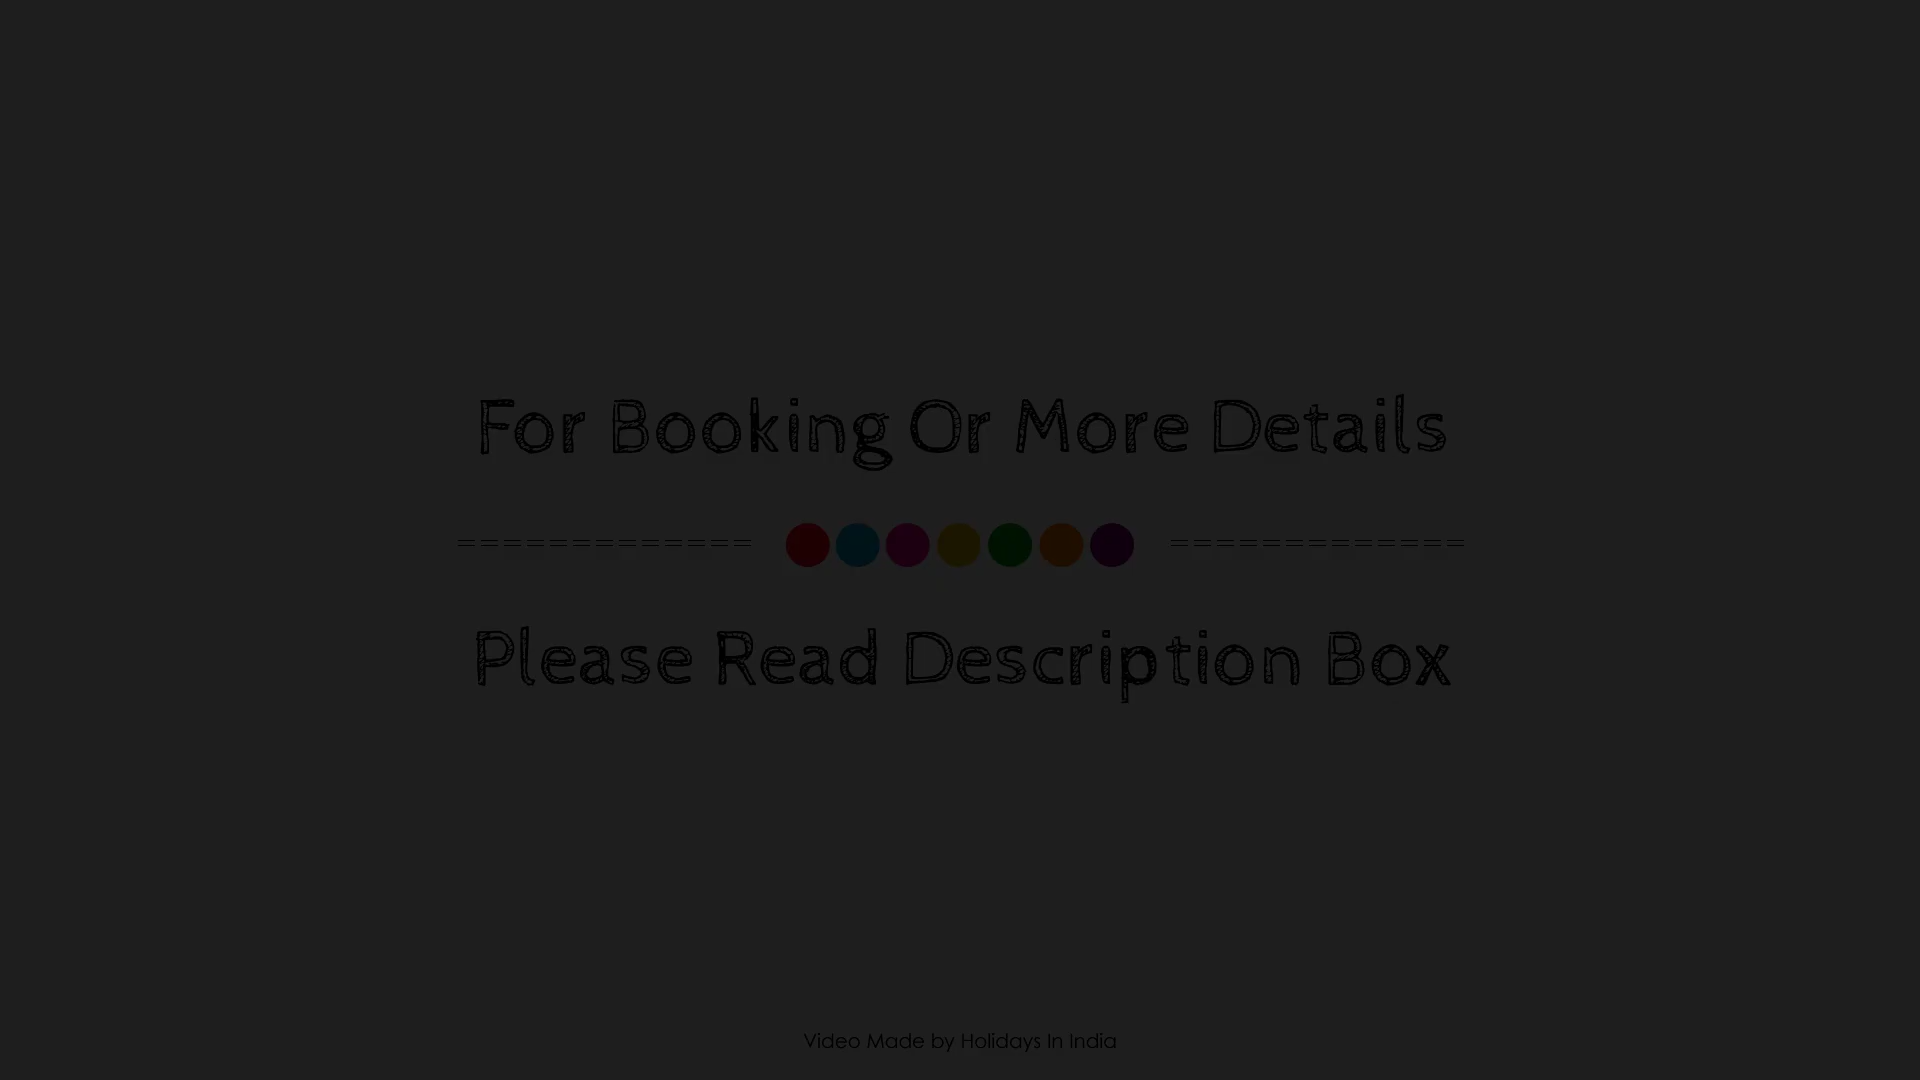 For Booking Or More Details
============= =============
Please Read Description Box
Video Made by Holidays In India